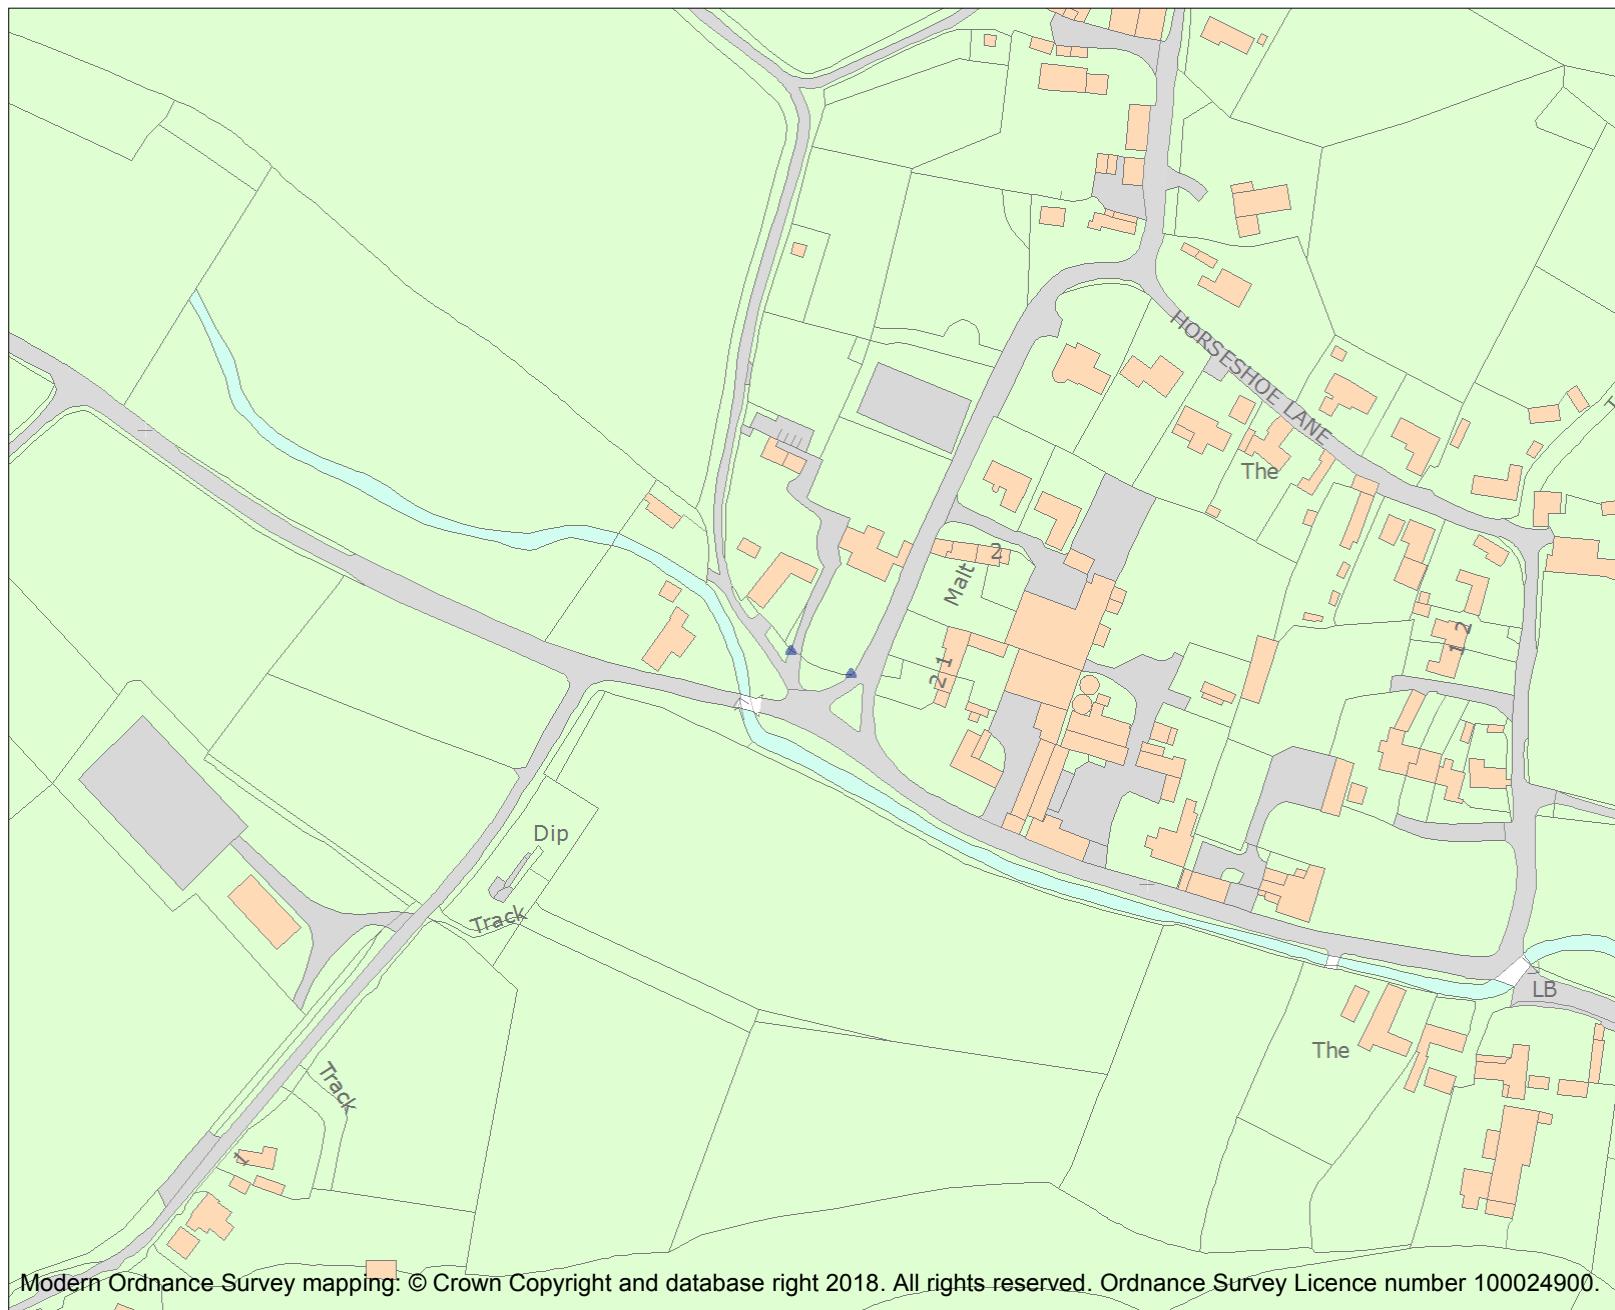 HORSESHOE LANE
The
2
Malt
2 1
1 2
Dip
Track
LB
The
Track
1
Modern Ordnance Survey mapping: © Crown Copyright and database right 2018. All rights reserved. Ordnance Survey Licence number 100024900.